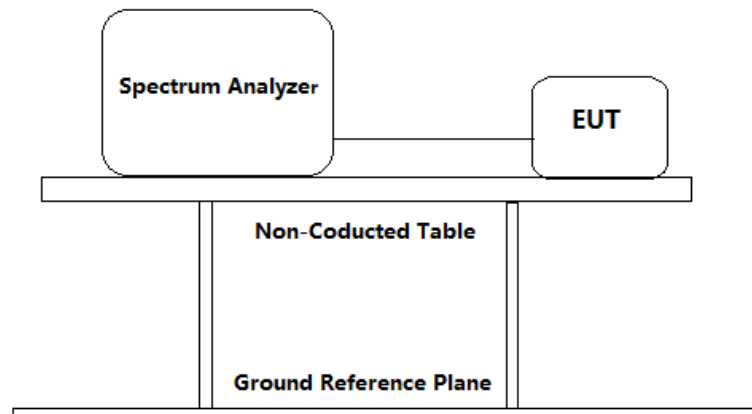 Spectrum Analyzer
EUT
Non-Coducted Table
Ground Reference Plane